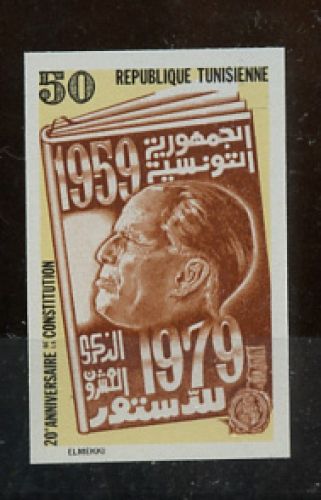 50 REPUBLIQUE TUNISIENNE
1959
الجمهورية
التونسية
20e ANNIVERSAIRE DE LA CONSTITUTION
الذكرى
العشرون
للدستور
1979
ELMEKKI